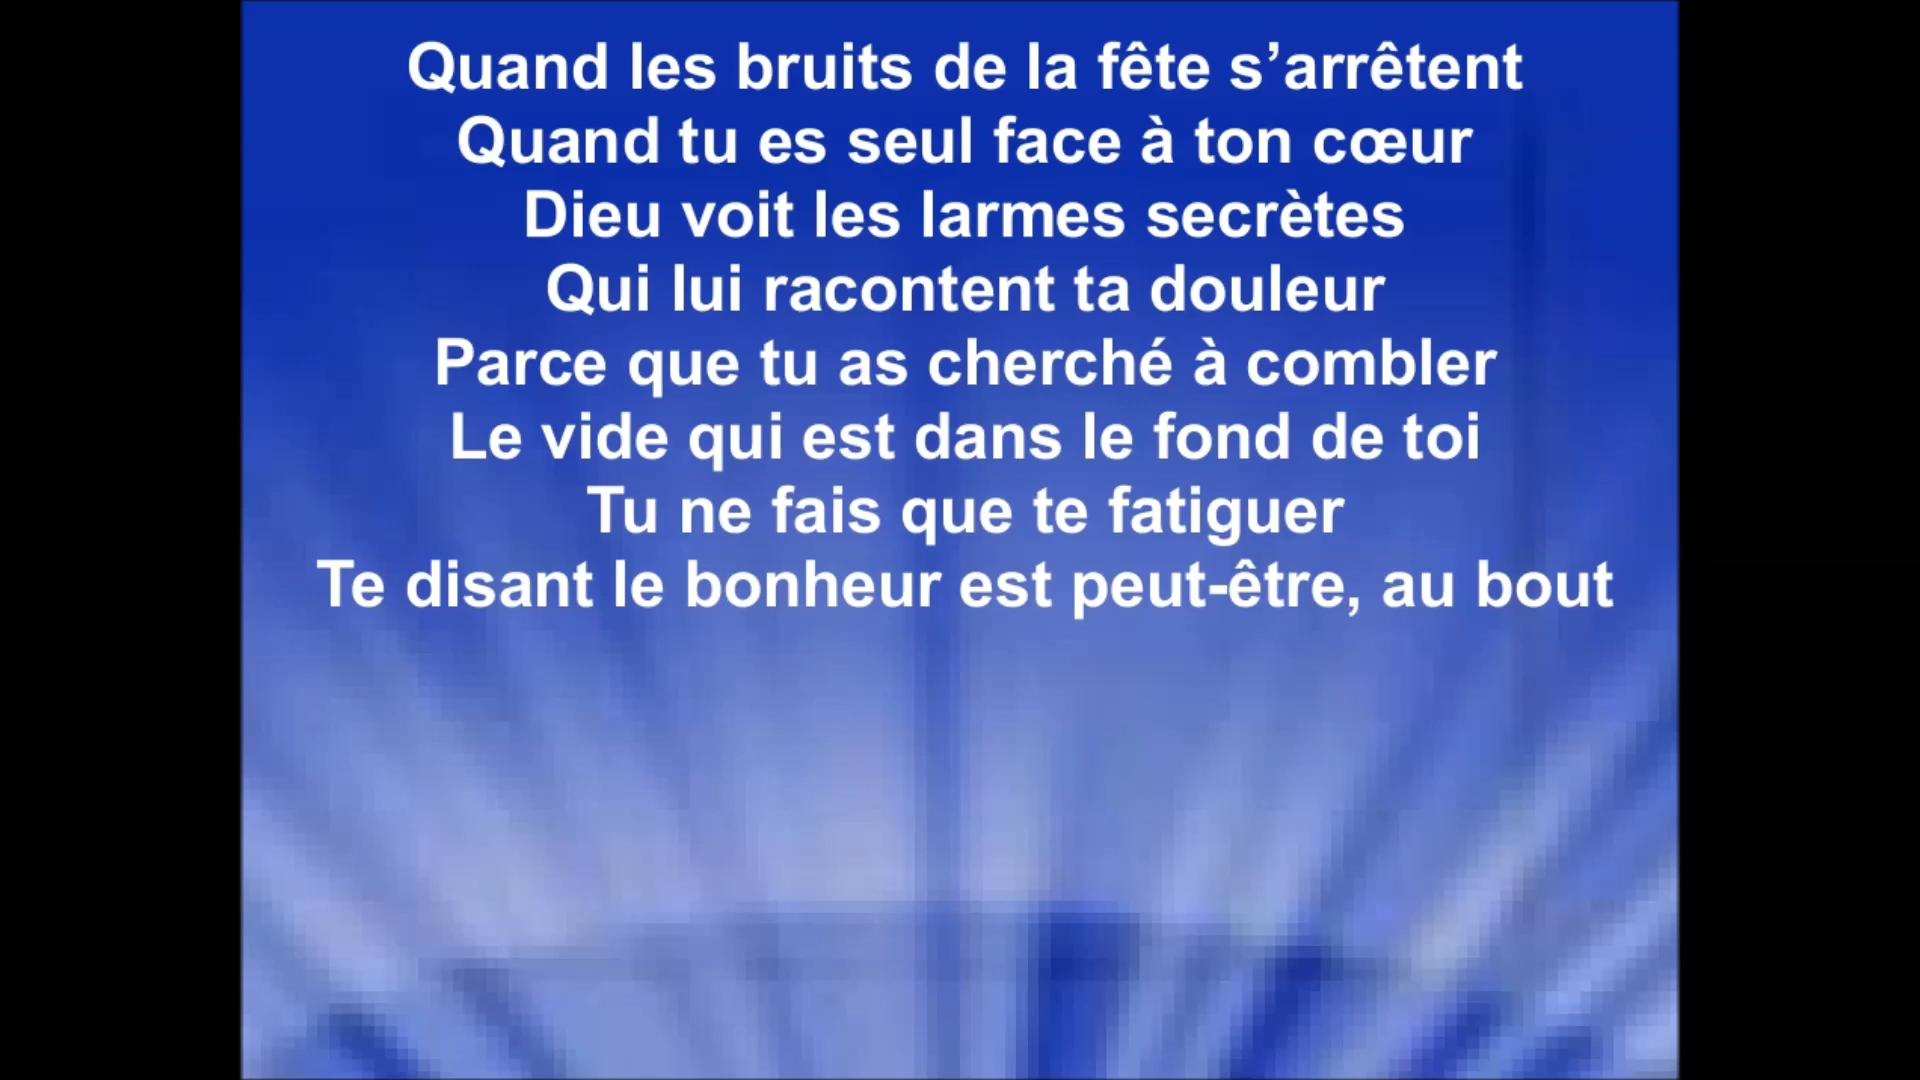 Quand les bruits de la fête s’arrêtent
Quand tu es seul face à ton cœur
Dieu voit les larmes secrètes
Qui lui racontent ta douleur
Parce que tu as cherché à combler
Le vide qui est dans le fond de toi
Tu ne fais que te fatiguer
Te disant le bonheur est peut-être, au bout